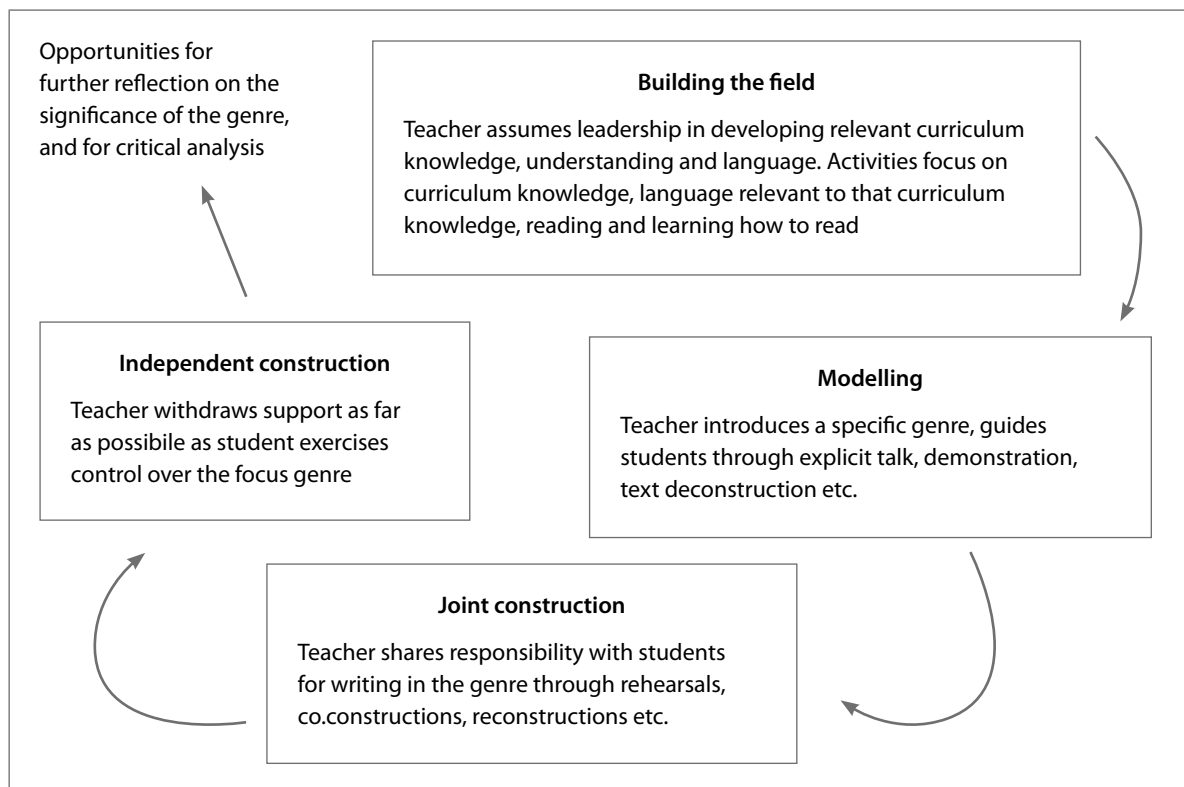 Opportunities for
further reflection on the
significance of the genre,
and for critical analysis
Building the field
Teacher assumes leadership in developing relevant curriculum
knowledge, understanding and language. Activities focus on
curriculum knowledge, language relevant to that curriculum
knowledge, reading and learning how to read
Modelling
Teacher introduces a specific genre, guides
students through explicit talk, demonstration,
text deconstruction etc.
Joint construction
Teacher shares responsibility with students
for writing in the genre through rehearsals,
co.constructions, reconstructions etc.
Independent construction
Teacher withdraws support as far
as possibile as student exercises
control over the focus genre